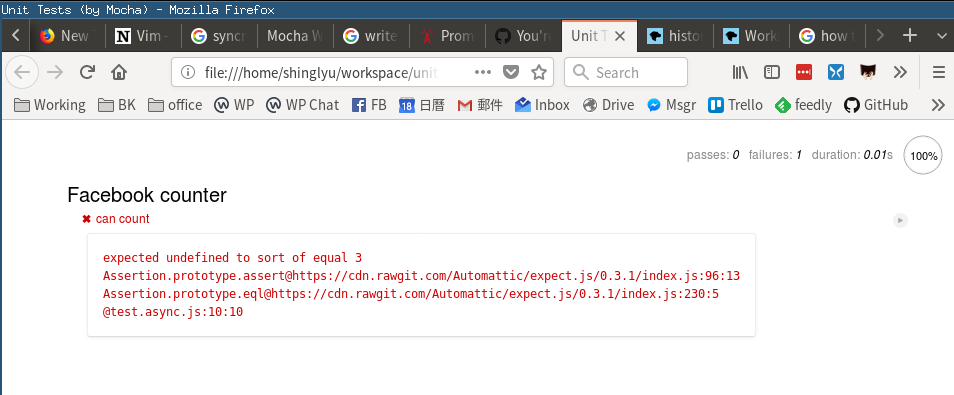 Unit Tests (by Mocha) - Mozilla Firefox
New T Vim - syncr Mocha W write Prom You're Unit T histor Work how t
file:///home/shinglyu/workspace/unit Search
Working BK office WP WP Chat FB 18 日曆 郵件 Inbox Drive Msgr Trello feedly GitHub
passes: 0 failures: 1 duration: 0.01s 100%
Facebook counter
✖ can count
expected undefined to sort of equal 3
Assertion.prototype.assert@https://cdn.rawgit.com/Automattic/expect.js/0.3.1/index.js:96:13
Assertion.prototype.eql@https://cdn.rawgit.com/Automattic/expect.js/0.3.1/index.js:230:5
@test.async.js:10:10